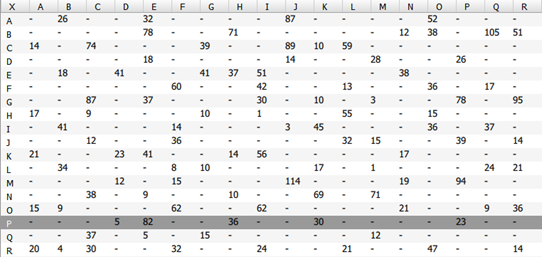 X A B C D E F G H I J K L M N O P Q R
A - 26 - - 32 - - - - 87 - - - - 52 - - -
B - - - - 78 - - 71 - - - - - 12 38 - 105 51
C 14 - 74 - - - 39 - - 89 10 59 - - - - - -
D - - - - 18 - - - - 14 - - 28 - - 26 - -
E - 18 - 41 - - 41 37 51 - - - - 38 - - - -
F - - - - - 60 - - 42 - - 13 - - 36 - 17 -
G - - 87 - 37 - - - 30 - 10 - 3 - - 78 - 95
H 17 - 9 - - - 10 - 1 - - 55 - - 15 - - -
I - 41 - - - 14 - - - 3 45 - - - 36 - 37 -
J - - 12 - - 36 - - - - - 32 15 - - 39 - 14
K 21 - - 23 41 - - 14 56 - - - - 17 - - - -
L - 34 - - - 8 10 - - - 17 - 1 - - - 24 21
M - - - 12 - 15 - - - 114 - - - 19 - 94 - -
N - - 38 - 9 - - 10 - - 69 - 71 - - - - -
O 15 9 - - - 62 - - 62 - - - - 21 - - 9 36
P - - - 5 82 - - 36 - - 30 - - - - 23 - -
Q - - 37 - 5 - 15 - - - - - 12 - - - - -
R 20 4 30 - - 32 - - 24 - - 21 - - 47 - - 14